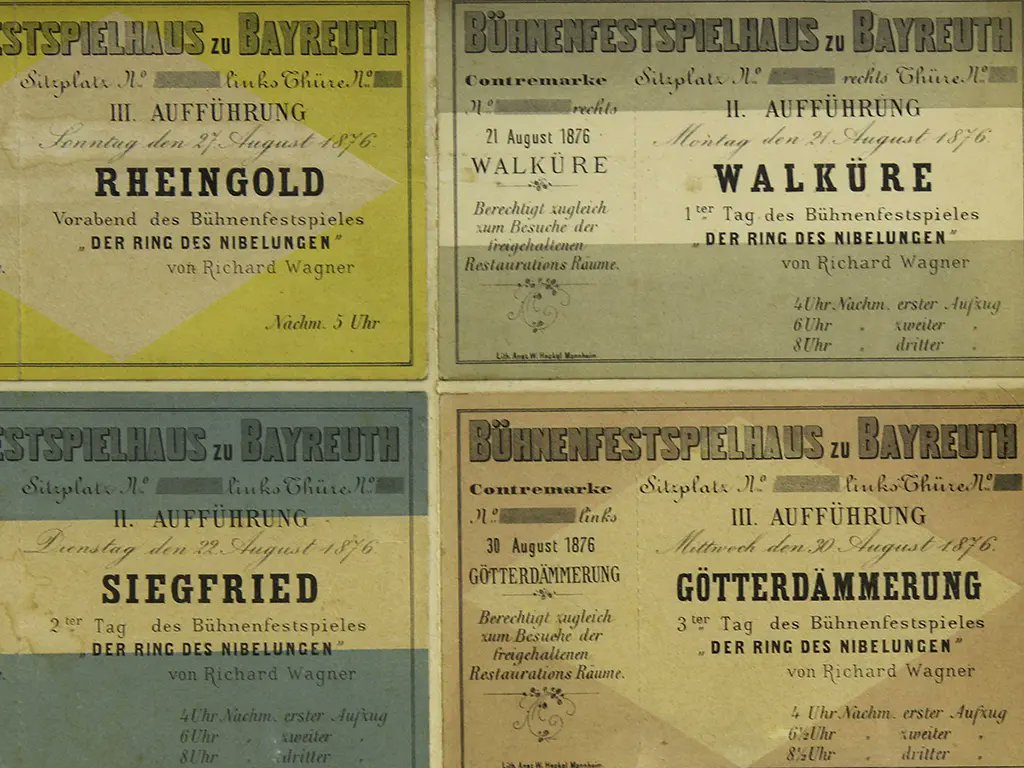 ESTSPIELHAUS ZU BAYREUTH
Sitzplatz Nº links Thüre Nº
III. AUFFÜHRUNG
Sonntag den 27. August 1876.
RHEINGOLD
Vorabend des Bühnenfestspieles
„DER RING DES NIBELUNGEN”
von Richard Wagner
Nachm. 5 Uhr
BÜHNENFESTSPIELHAUS ZU BAYREUTH
Contremarke
Nº rechts
21 August 1876
WALKÜRE
Berechtigt zugleich
zum Besuche der
freigehaltenen
Restaurations Räume.
Lith. Anst. W. Heckel Mannheim
Sitzplatz Nº rechts Thüre Nº
II. AUFFÜHRUNG
Montag den 21. August 1876.
WALKÜRE
1ter Tag des Bühnenfestspieles
„DER RING DES NIBELUNGEN”
von Richard Wagner
4 Uhr Nachm. erster Aufzug
6 Uhr „ zweiter „
8 Uhr „ dritter „
ESTSPIELHAUS ZU BAYREUTH
Sitzplatz Nº links Thüre Nº
II. AUFFÜHRUNG
Dienstag den 22. August 1876.
SIEGFRIED
2ter Tag des Bühnenfestspieles
„DER RING DES NIBELUNGEN”
von Richard Wagner
4 Uhr Nachm. erster Aufzug
6 Uhr „ zweiter „
8 Uhr „ dritter „
BÜHNENFESTSPIELHAUS ZU BAYREUTH
Contremarke
Nº links
30 August 1876
GÖTTERDÄMMERUNG
Berechtigt zugleich
zum Besuche der
freigehaltenen
Restaurations Räume.
Lith. Anst. W. Heckel Mannheim
Sitzplatz Nº links Thüre Nº
III. AUFFÜHRUNG
Mittwoch den 30. August 1876.
GÖTTERDÄMMERUNG
3ter Tag des Bühnenfestspieles
„DER RING DES NIBELUNGEN”
von Richard Wagner
4 Uhr Nachm. erster Aufzug
6½ Uhr „ zweiter „
8½ Uhr „ dritter „